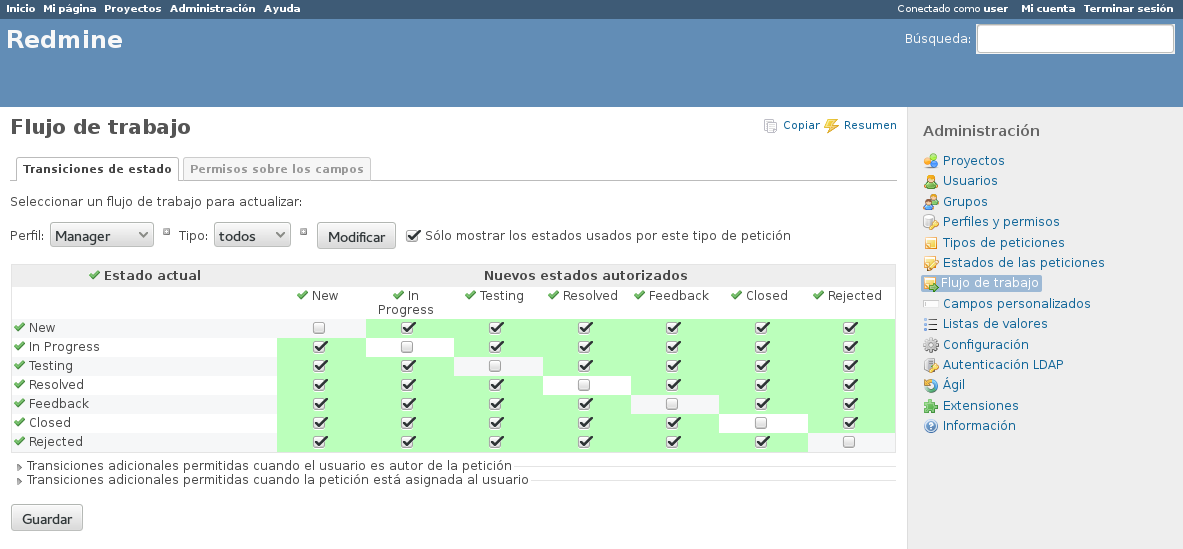 Inicio Mi página Proyectos Administración Ayuda
Conectado como user Mi cuenta Terminar sesión
Redmine
Búsqueda:
Flujo de trabajo
Copiar Resumen
Transiciones de estado Permisos sobre los campos
Seleccionar un flujo de trabajo para actualizar:
Perfil: Manager Tipo: todos Modificar Sólo mostrar los estados usados por este tipo de petición
Estado actual Nuevos estados autorizados
New In Testing Resolved Feedback Closed Rejected
Progress
New
In Progress
Testing
Resolved
Feedback
Closed
Rejected
Transiciones adicionales permitidas cuando el usuario es autor de la petición
Transiciones adicionales permitidas cuando la petición está asignada al usuario
Guardar
Administración
Proyectos
Usuarios
Grupos
Perfiles y permisos
Tipos de peticiones
Estados de las peticiones
Flujo de trabajo
Campos personalizados
Listas de valores
Configuración
Autenticación LDAP
Ágil
Extensiones
Información